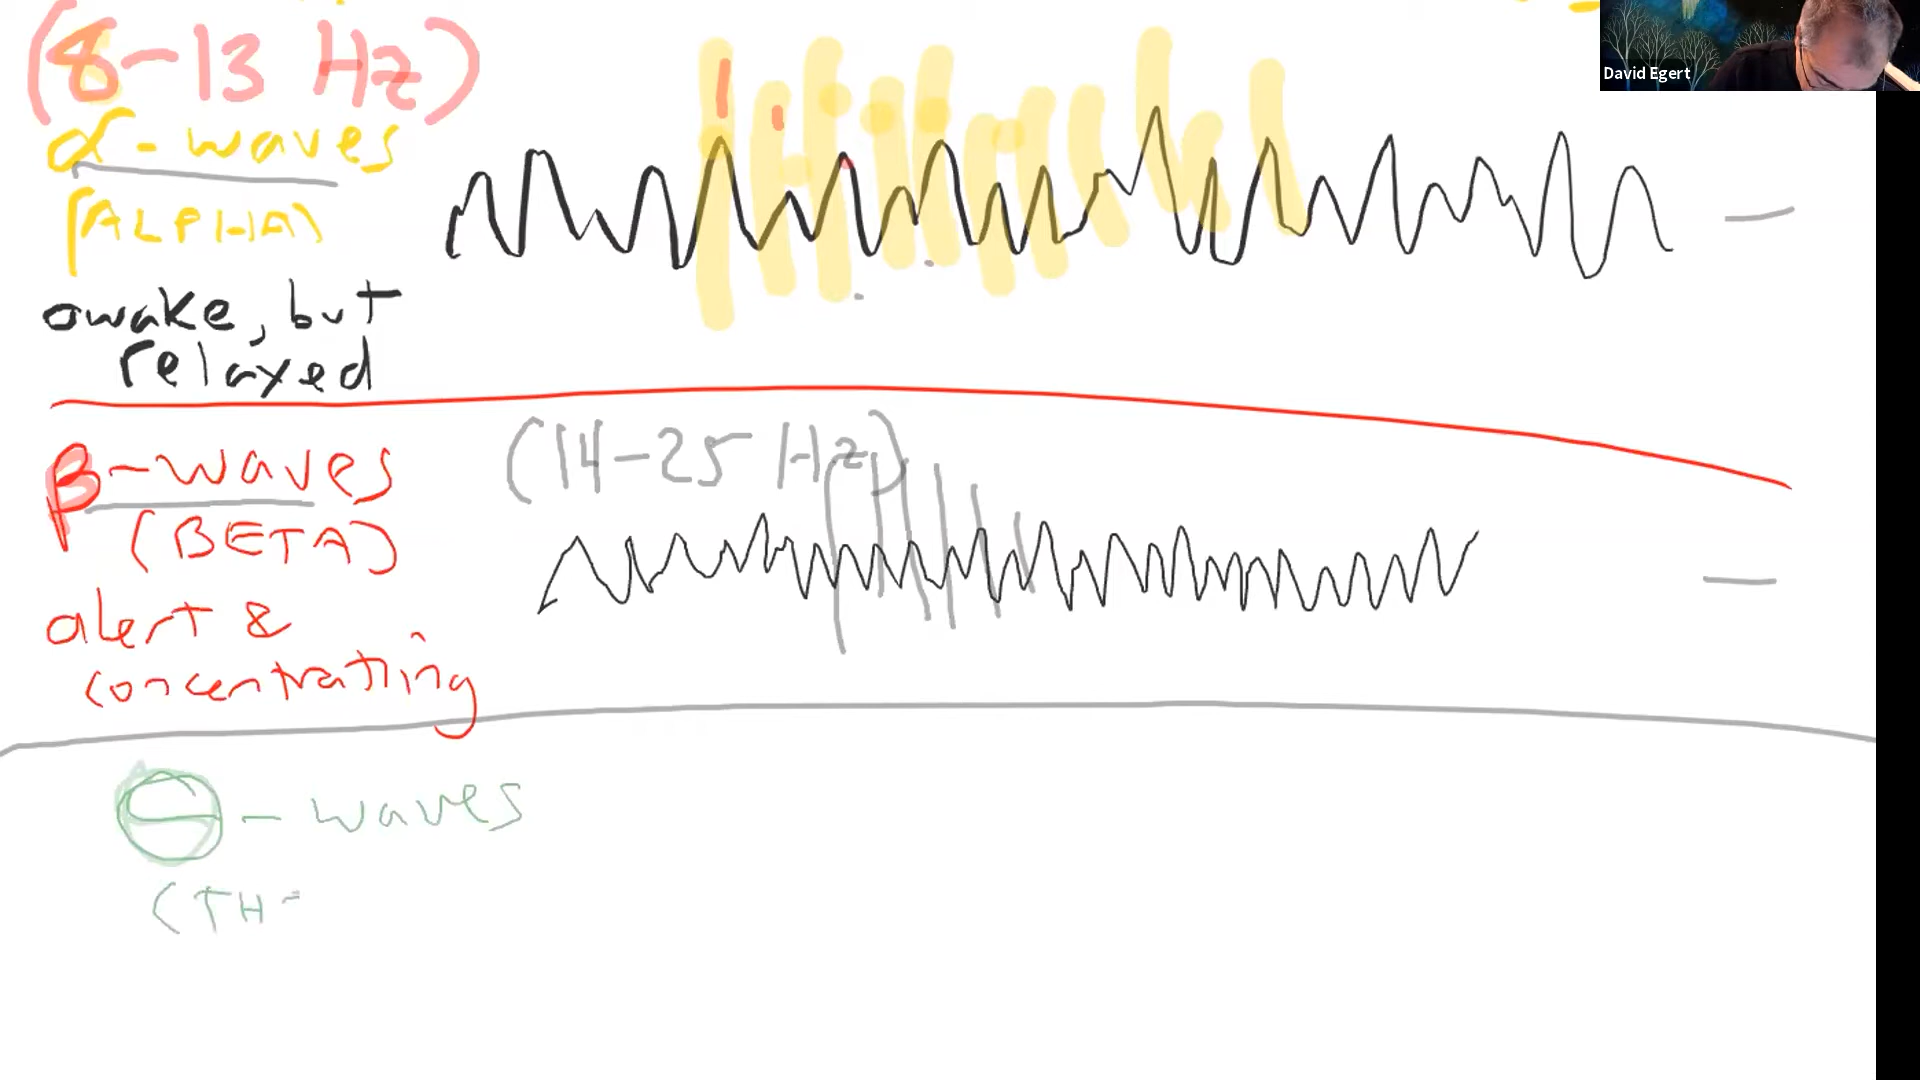 (8-13 Hz)
David Egert
α-waves
(ALPHA)
awake, but
relaxed
(14-25 Hz)
β-waves
(BETA)
alert &
concentrating
Θ-waves
(TH